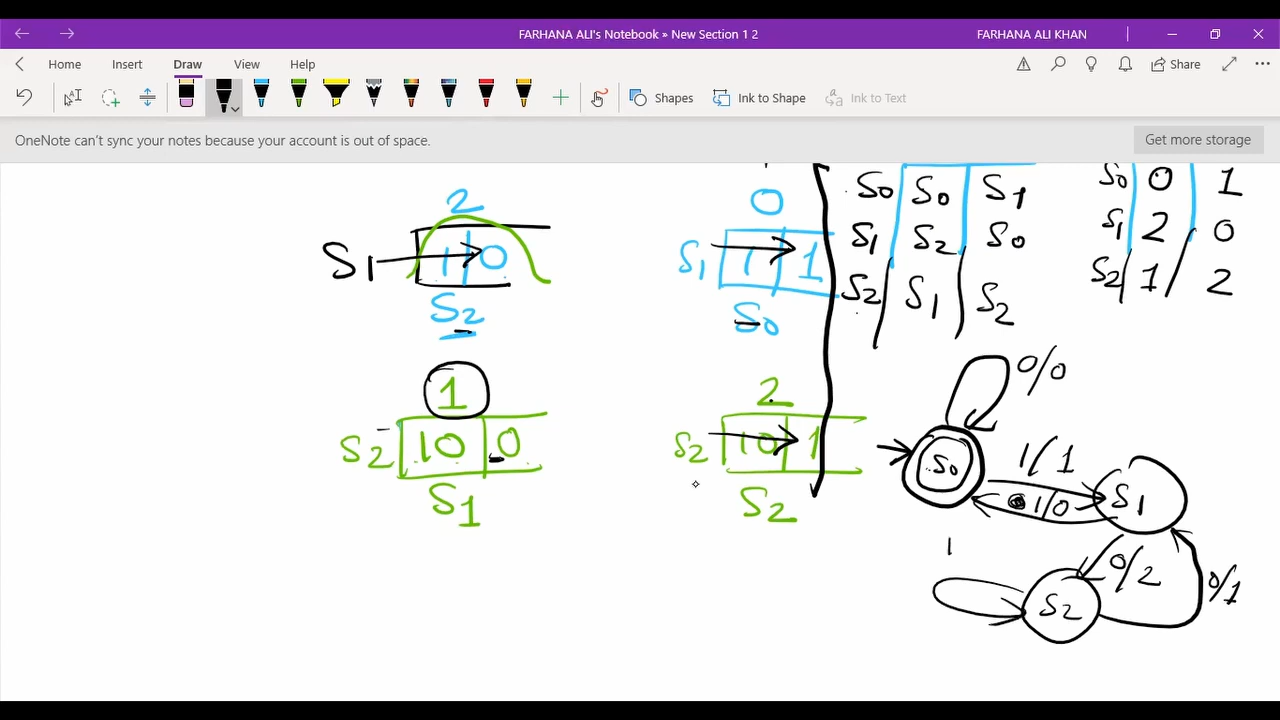 FARHANA ALI's Notebook » New Section 1 2
FARHANA ALI KHAN
Home Insert Draw View Help
Share
Shapes
Ink to Shape
Ink to Text
OneNote can't sync your notes because your account is out of space.
Get more storage
2
S1 1 0
S2
0
S1 1 1
S0
S0 S0 S1
S1 S2 S0
S2 S1 S2
S0 0 1
S1 2 0
S2 1 2
1
S2 10 0
S1
2
S2 10 1
S2
0/0
S0
1/1
S1
1/0
0/2
0/1
1
S2